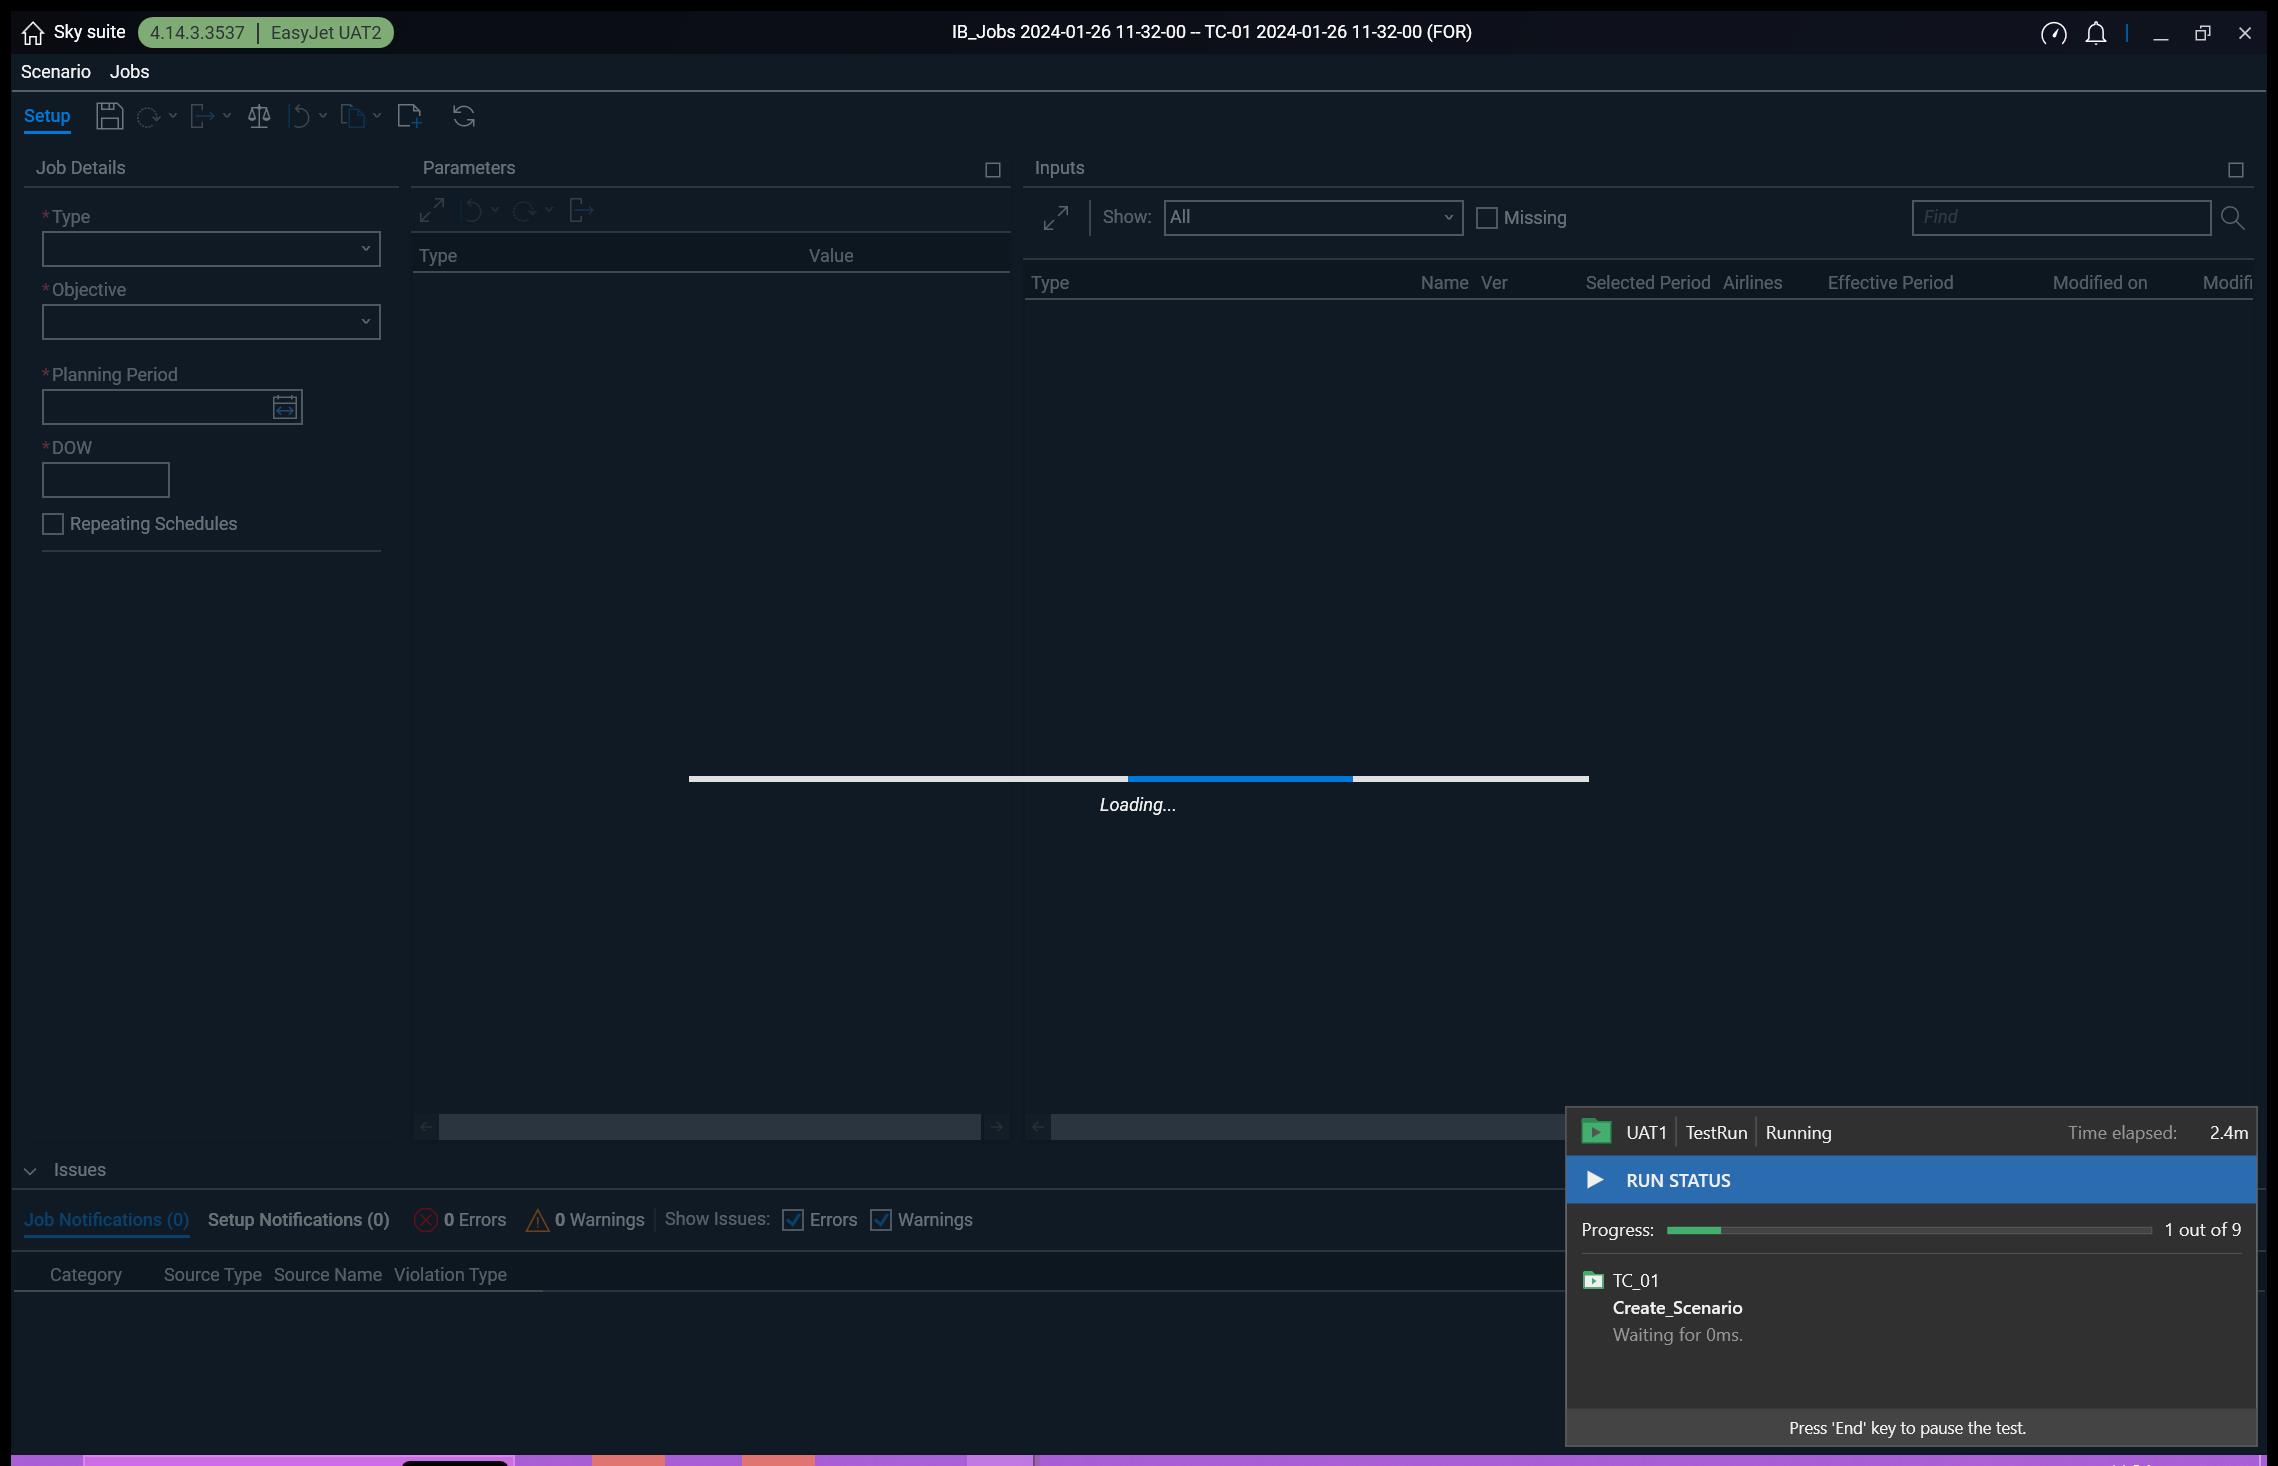 Sky suite 4.14.3.3537 | EasyJet UAT2 IB_Jobs 2024-01-26 11-32-00 -- TC-01 2024-01-26 11-32-00 (FOR)
Scenario Jobs
Setup
Job Details
*Type
*Objective
*Planning Period
*DOW
Repeating Schedules
Parameters
Type Value
Inputs
Show: All Missing Find
Type Name Ver Selected Period Airlines Effective Period Modified on Modifi
Loading...
Issues
Job Notifications (0) Setup Notifications (0) 0 Errors 0 Warnings Show Issues: Errors Warnings
Category Source Type Source Name Violation Type
UAT1 TestRun Running Time elapsed: 2.4m
RUN STATUS
Progress: 1 out of 9
TC_01
Create_Scenario
Waiting for 0ms.
Press 'End' key to pause the test.